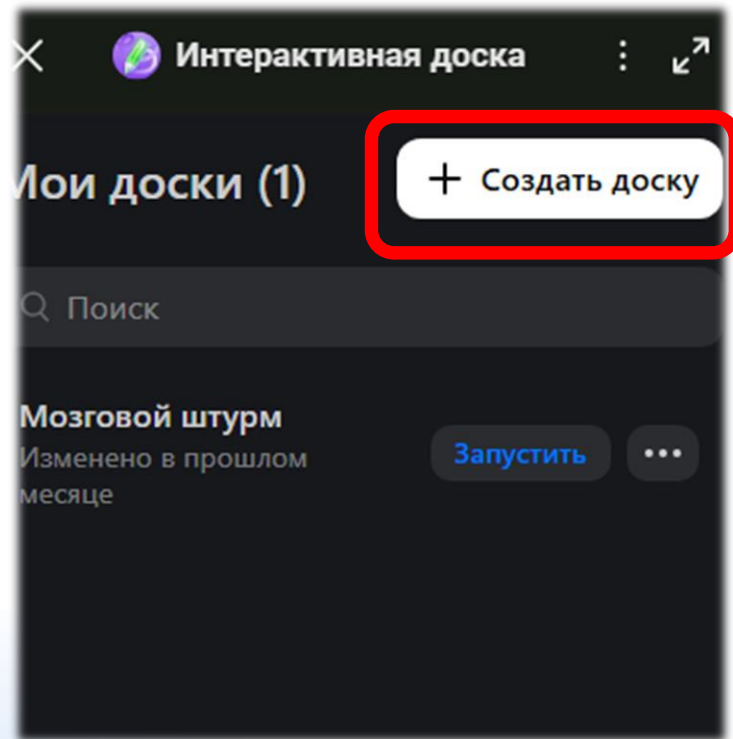 Интерактивная доска
Мои доски (1)
+ Создать доску
Поиск
Мозговой штурм
Изменено в прошлом
месяце
Запустить